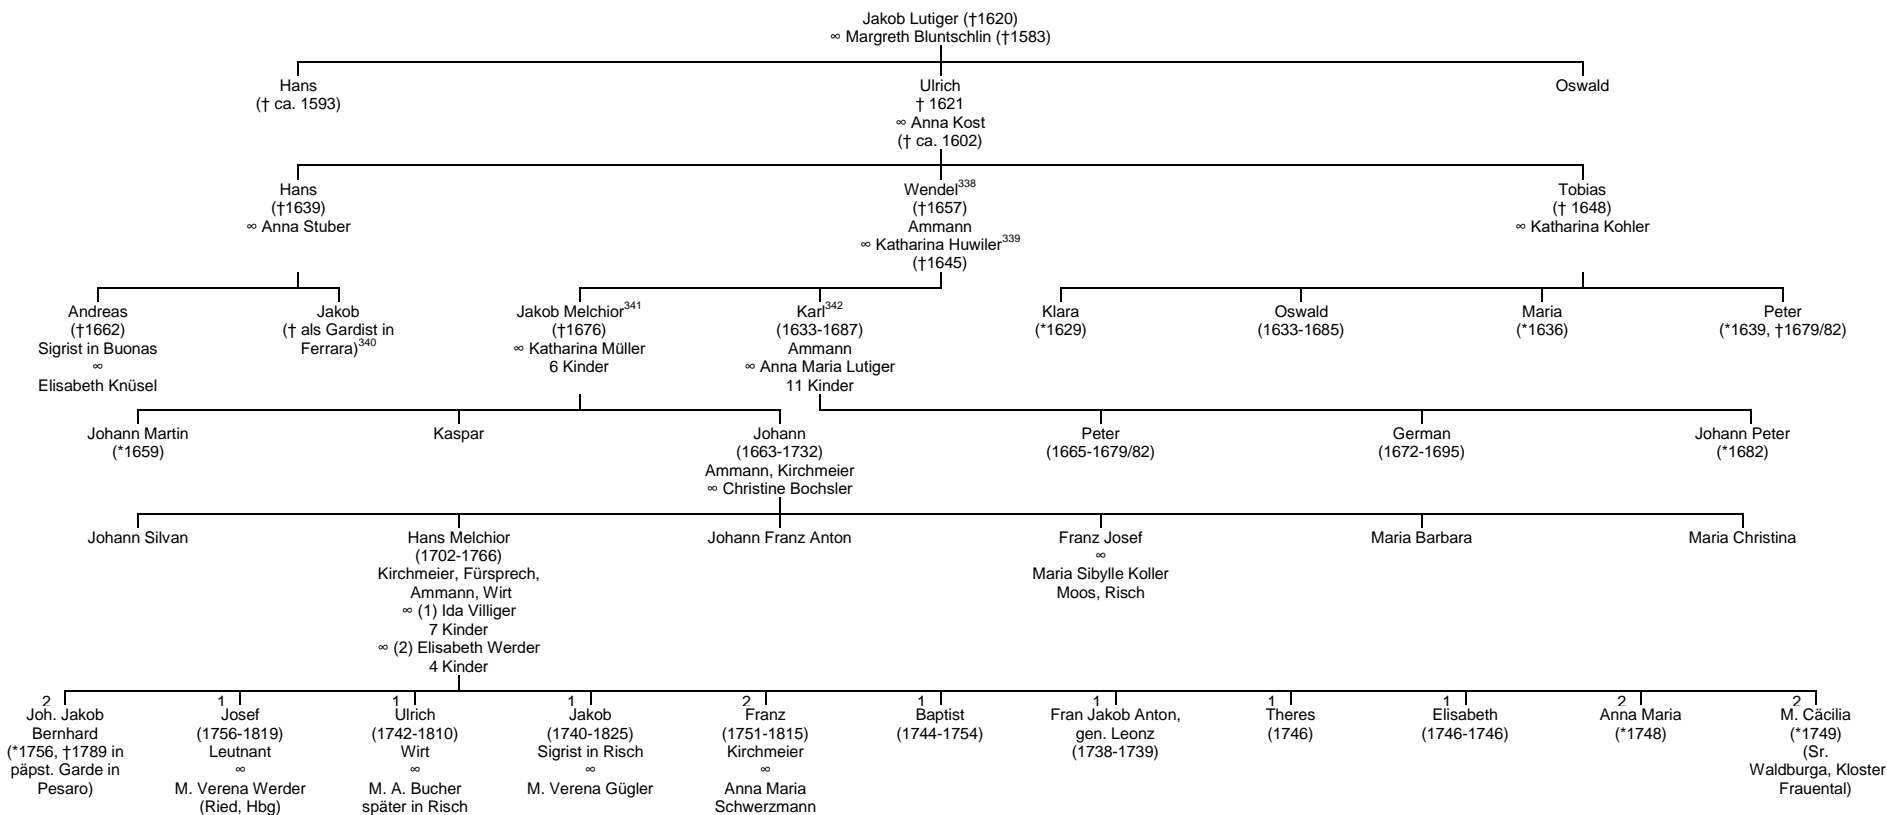 Jakob Lutiger (†1620)
∞ Margreth Bluntschlin (†1583)
Hans
(† ca. 1593)
Ulrich
† 1621
∞ Anna Kost
(† ca. 1602)
Oswald
Hans
(†1639)
∞ Anna Stuber
Wendel338
(†1657)
Ammann
∞ Katharina Huwiler339
(†1645)
Tobias
(† 1648)
∞ Katharina Kohler
Andreas
(†1662)
Sigrist in Buonas
∞
Elisabeth Knüsel
Jakob
(† als Gardist in
Ferrara)340
Jakob Melchior341
(†1676)
∞ Katharina Müller
6 Kinder
Karl342
(1633-1687)
Ammann
∞ Anna Maria Lutiger
11 Kinder
Klara
(*1629)
Oswald
(1633-1685)
Maria
(*1636)
Peter
(*1639, †1679/82)
Johann Martin
(*1659)
Kaspar
Johann
(1663-1732)
Ammann, Kirchmeier
∞ Christine Bochsler
Peter
(1665-1679/82)
German
(1672-1695)
Johann Peter
(*1682)
Johann Silvan
Hans Melchior
(1702-1766)
Kirchmeier, Fürsprech,
Ammann, Wirt
∞ (1) Ida Villiger
7 Kinder
∞ (2) Elisabeth Werder
4 Kinder
Johann Franz Anton
Franz Josef
∞
Maria Sibylle Koller
Moos, Risch
Maria Barbara
Maria Christina
2
Joh. Jakob
Bernhard
(*1756, †1789 in
päpst. Garde in
Pesaro)
1
Josef
(1756-1819)
Leutnant
∞
M. Verena Werder
(Ried, Hbg)
1
Ulrich
(1742-1810)
Wirt
∞
M. A. Bucher
später in Risch
1
Jakob
(1740-1825)
Sigrist in Risch
∞
M. Verena Gügler
2
Franz
(1751-1815)
Kirchmeier
∞
Anna Maria
Schwerzmann
1
Baptist
(1744-1754)
1
Fran Jakob Anton,
gen. Leonz
(1738-1739)
1
Theres
(1746)
1
Elisabeth
(1746-1746)
2
Anna Maria
(*1748)
2
M. Cäcilia
(*1749)
(Sr.
Waldburga, Kloster
Frauental)